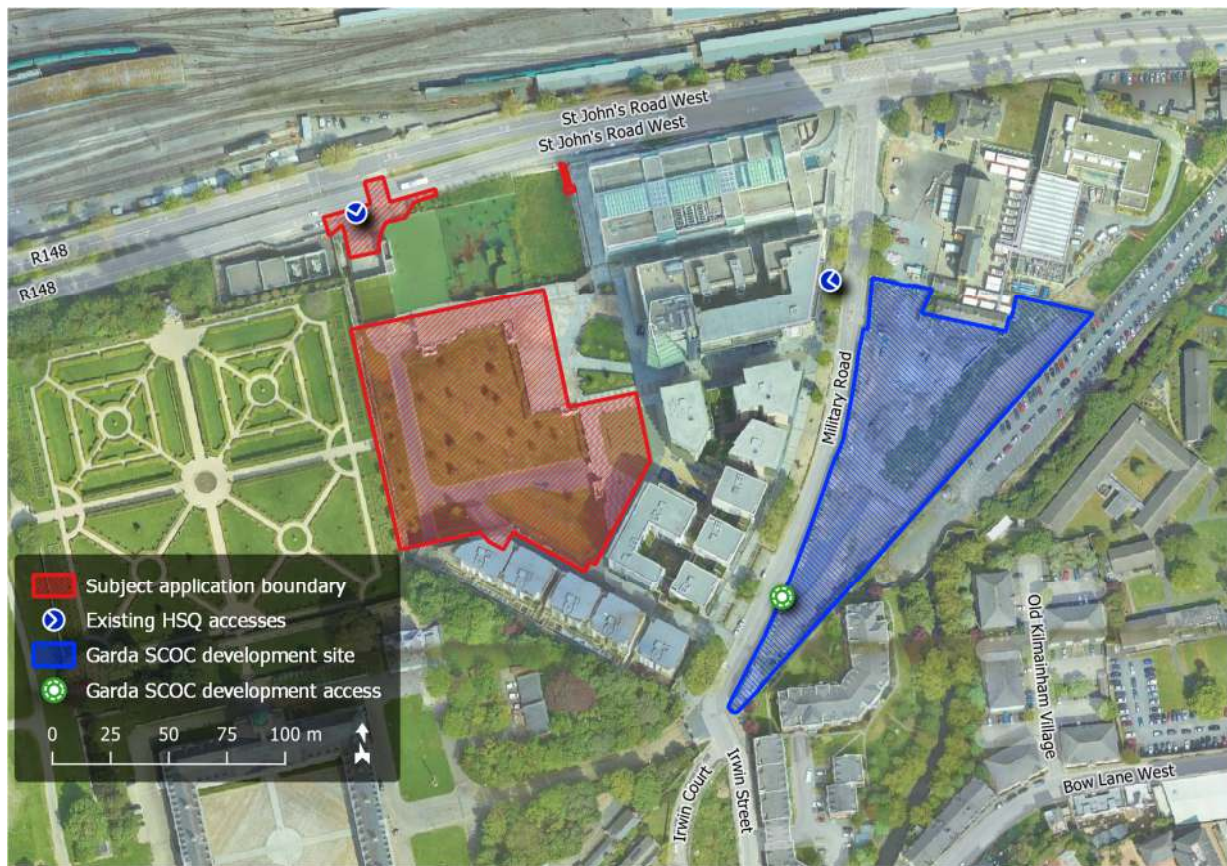 St John's Road West
St John's Road West
R148
R148
Military Road
Subject application boundary
Existing HSQ accesses
Garda SCOC development site
Garda SCOC development access
0 25 50 75 100 m
Old Kilmainham Village
Irwin Court
Irwin Street
Bow Lane West